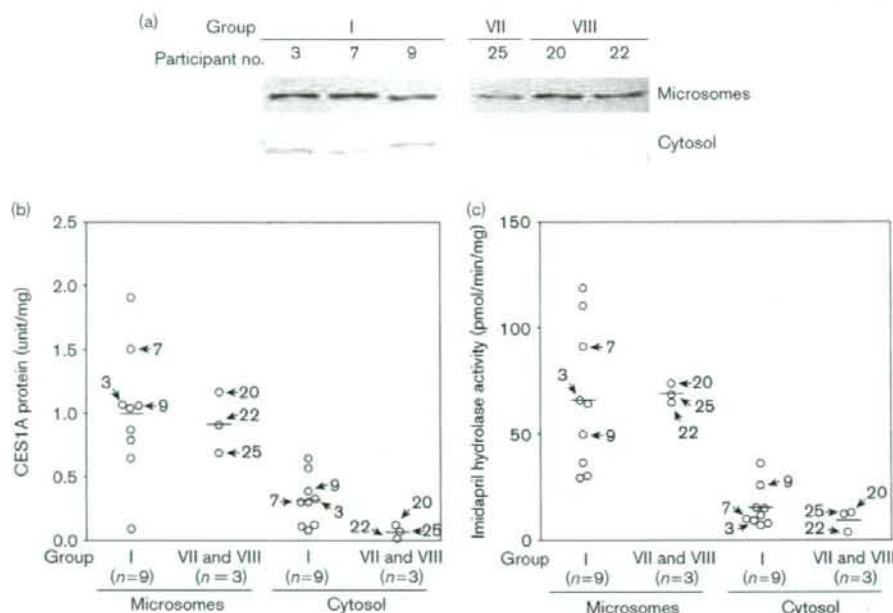 (a)
Group I VII VIII
Participant no. 3 7 9 25 20 22
Microsomes
Cytosol
(b)
CES1A protein (unit/mg)
2.5
2.0
1.5
1.0
0.5
0.0
7
3
9
20
22
25
9
7
3
20
22
25
Group I VII and VIII I VII and VIII
(n=9) (n= 3) (n=9) (n=3)
Microsomes Cytosol
(c)
Imidapril hydrolase activity (pmol/min/mg)
150
100
50
0
7
3
9
20
25
22
9
7
3
20
25
22
Group I VII and VIII I VII and VIII
(n=9) (n=3) (n=9) (n=3)
Microsomes Cytosol